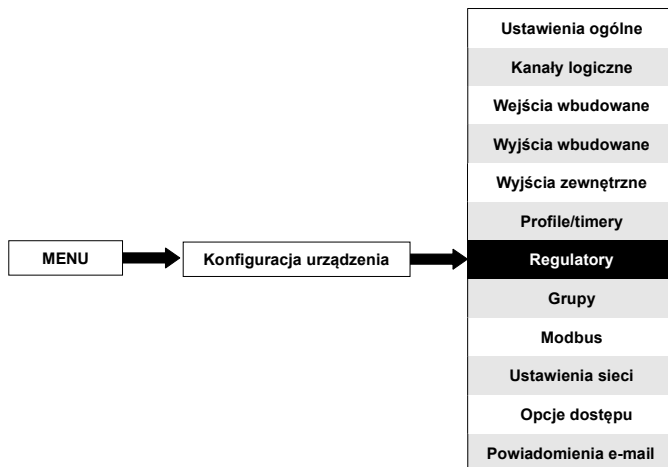 Ustawienia ogólne
Kanały logiczne
Wejścia wbudowane
Wyjścia wbudowane
Wyjścia zewnętrzne
Profile/timery
MENU
Konfiguracja urządzenia
Regulatory
Grupy
Modbus
Ustawienia sieci
Opcje dostępu
Powiadomienia e-mail